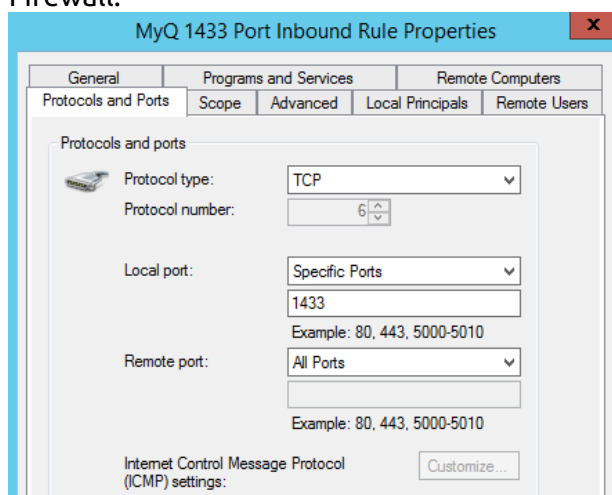 Firewall.
MyQ 1433 Port Inbound Rule Properties
x
General Programs and Services Remote Computers
Protocols and Ports Scope Advanced Local Principals Remote Users
Protocols and ports
Protocol type: TCP
Protocol number: 6
Local port: Specific Ports
1433
Example: 80, 443, 5000-5010
Remote port: All Ports
Example: 80, 443, 5000-5010
Internet Control Message Protocol Customize...
(ICMP) settings: